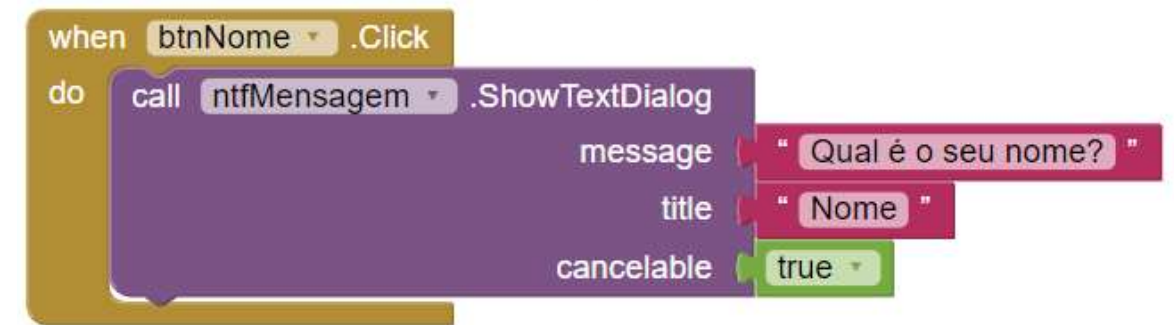 when btnNome .Click
do call ntfMensagem .ShowTextDialog
message " Qual é o seu nome? "
title " Nome "
cancelable true